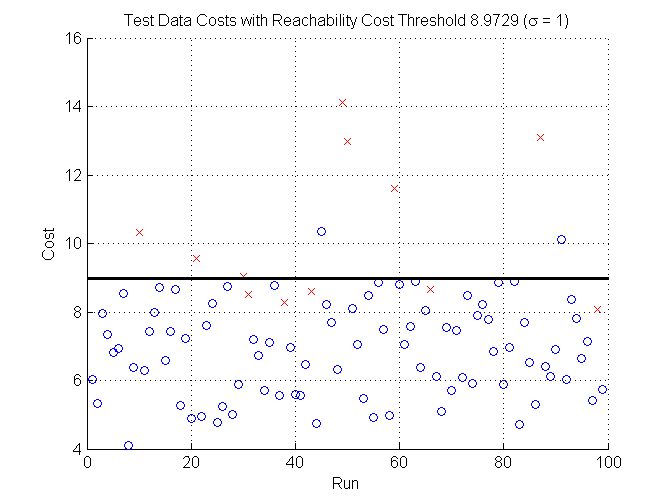 Test Data Costs with Reachability Cost Threshold 8.9729 (σ = 1)
16
14
12
10
8
6
4
Cost
0 20 40 60 80 100
Run